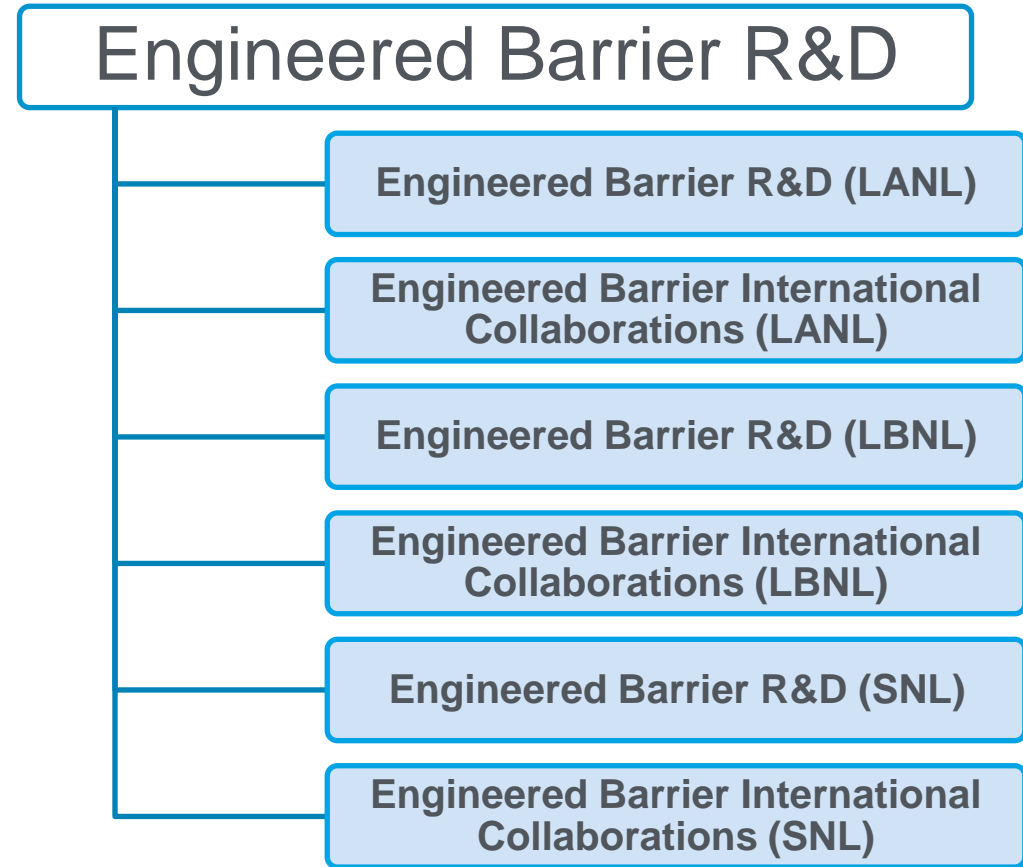 Engineered Barrier R&D
Engineered Barrier R&D (LANL)
Engineered Barrier International
Collaborations (LANL)
Engineered Barrier R&D (LBNL)
Engineered Barrier International
Collaborations (LBNL)
Engineered Barrier R&D (SNL)
Engineered Barrier International
Collaborations (SNL)